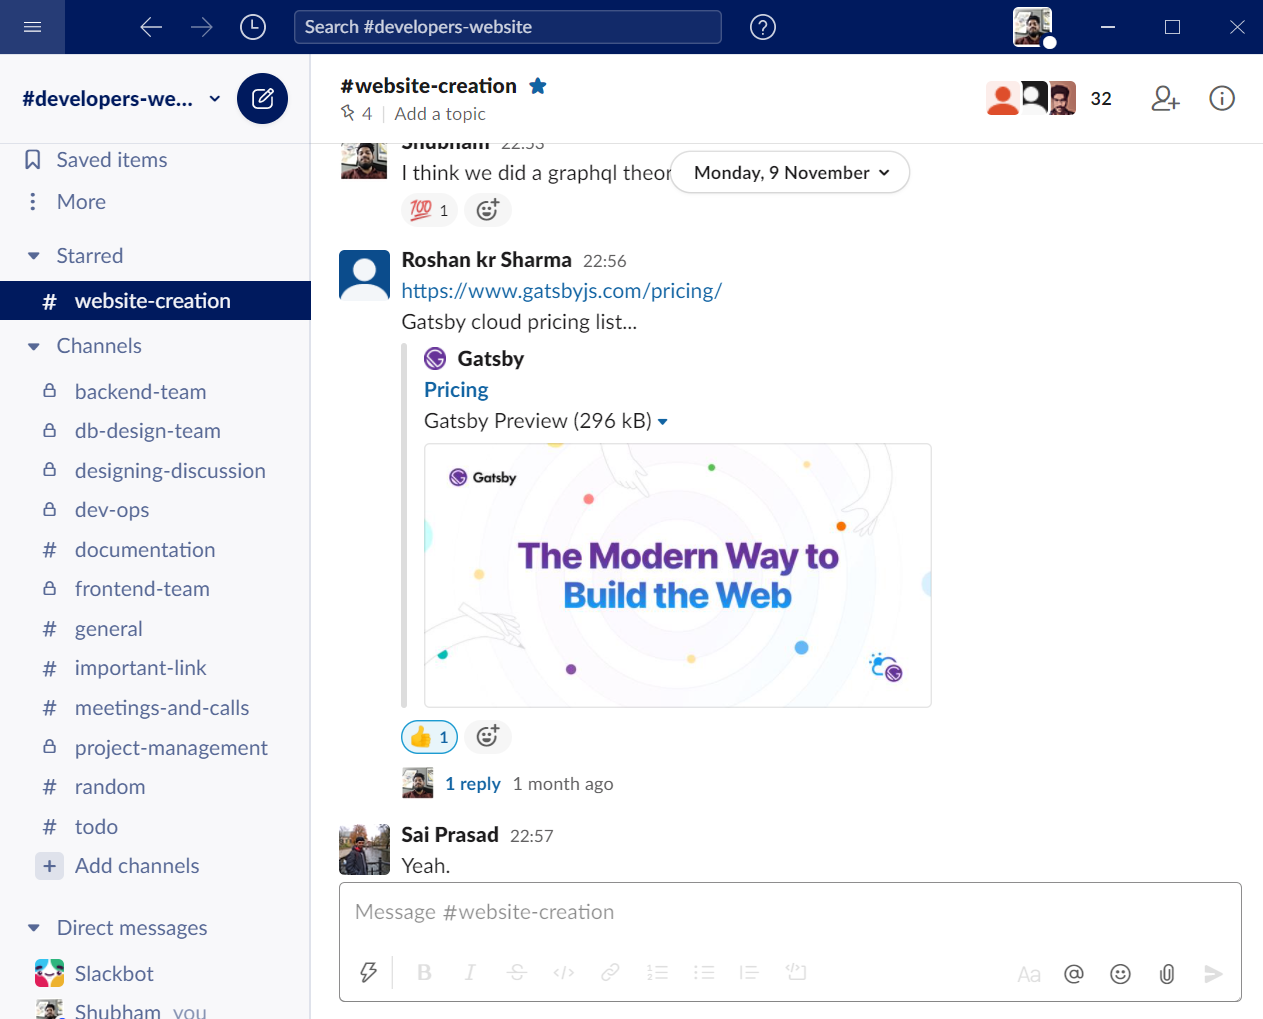 Search #developers-website
#developers-we...
Saved items
More
Starred
# website-creation
Channels
backend-team
db-design-team
designing-discussion
dev-ops
# documentation
frontend-team
# general
# important-link
# meetings-and-calls
project-management
# random
# todo
+ Add channels
Direct messages
Slackbot
Shubham you
#website-creation
4 | Add a topic
32
Shubham 22:53
I think we did a graphql theor
Monday, 9 November
💯 1
Roshan kr Sharma 22:56
https://www.gatsbyjs.com/pricing/
Gatsby cloud pricing list...
Gatsby
Pricing
Gatsby Preview (296 kB)
Gatsby
The Modern Way to
Build the Web
👍 1
1 reply 1 month ago
Sai Prasad 22:57
Yeah.
Message #website-creation
B I S </> Aa @